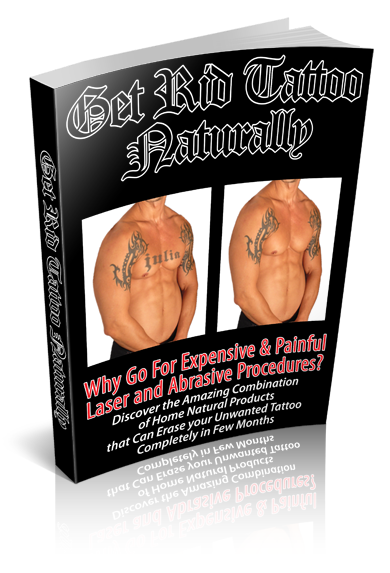 Get Rid Tattoo
Naturally
Get Rid Tattoo Naturally
Julia
Why Go For Expensive & Painful
Laser and Abrasive Procedures?
Discover the Amazing Combination
of Home Natural Products
that Can Erase your Unwanted Tattoo
Completely in Few Months